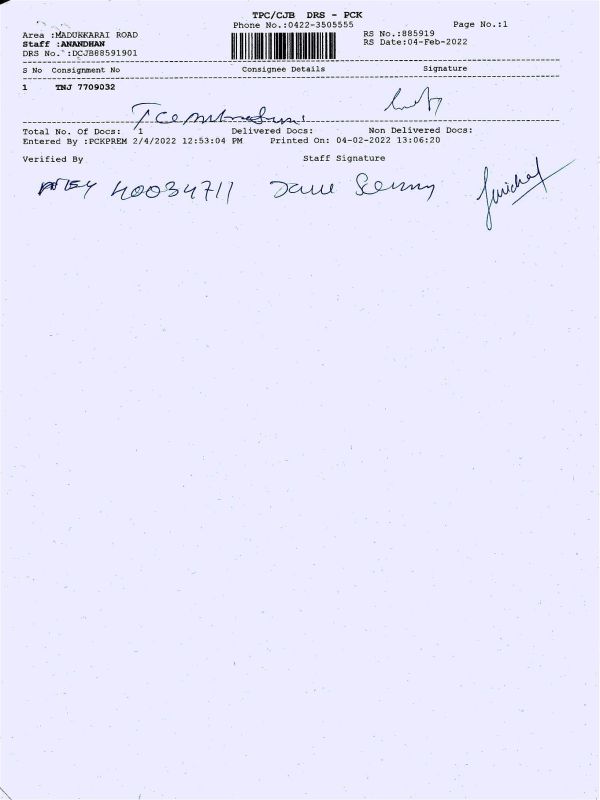 TPC/CJB DRS - PCK
Phone No.:0422-3505555 Page No.:1
Area :MADUKKARAI ROAD RS No.:885919
Staff :ANANDHAN RS Date:04-Feb-2022
DRS No. :DCJB88591901
S No Consignment No Consignee Details Signature
1 TNJ 7709032
Total No. Of Docs: 1 Delivered Docs: Non Delivered Docs:
Entered By :PCKPREM 2/4/2022 12:53:04 PM Printed On: 04-02-2022 13:06:20
Verified By Staff Signature